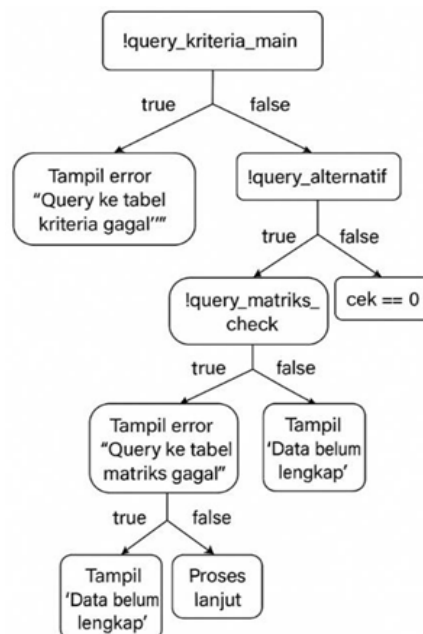 !query_kriteria_main
true
false
Tampil error
“Query ke tabel
kriteria gagal’”"
!query_alternatif
true
false
!query_matriks_
check
cek == 0
true
false
Tampil error
“Query ke tabel
matriks gagal”
Tampil
‘Data belum
lengkap’
true
false
Tampil
‘Data belum
lengkap’
Proses
lanjut